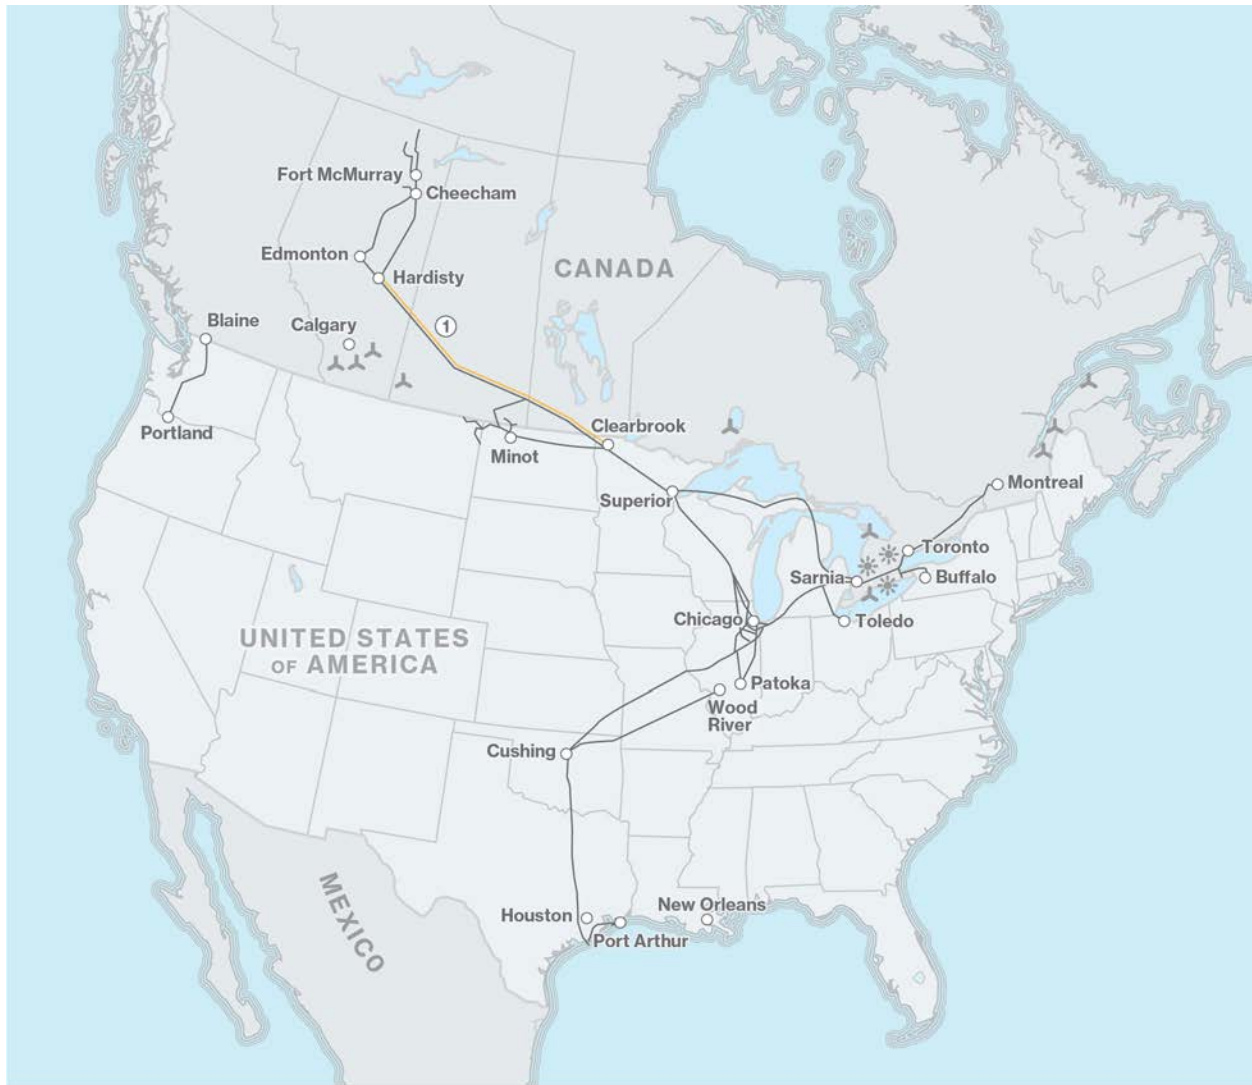 Fort McMurray
Cheecham
Edmonton
Hardisty
CANADA
Blaine
Calgary
1
Portland
Clearbrook
Minot
Superior
Montreal
Toronto
Sarnia
Buffalo
Chicago
Toledo
UNITED STATES
OF AMERICA
Patoka
Wood
River
Cushing
MEXICO
Houston
New Orleans
Port Arthur